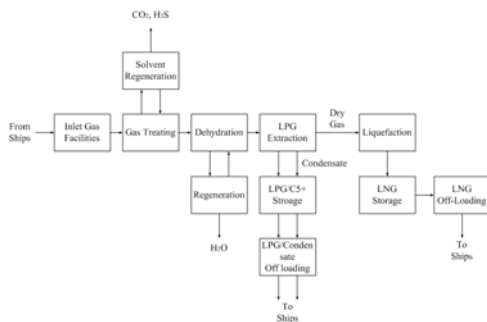 CO₂, H₂S
Solvent
Regeneration
From
Ships
Inlet Gas
Facilities
Gas Treating
Dehydration
LPG
Extraction
Dry
Gas
Liquefaction
Condensate
Regeneration
LPG/C5+
Stroage
LNG
Storage
LNG
Off-Loading
H₂O
LPG/Conden
sate
Off loading
To
Ships
To
Ships